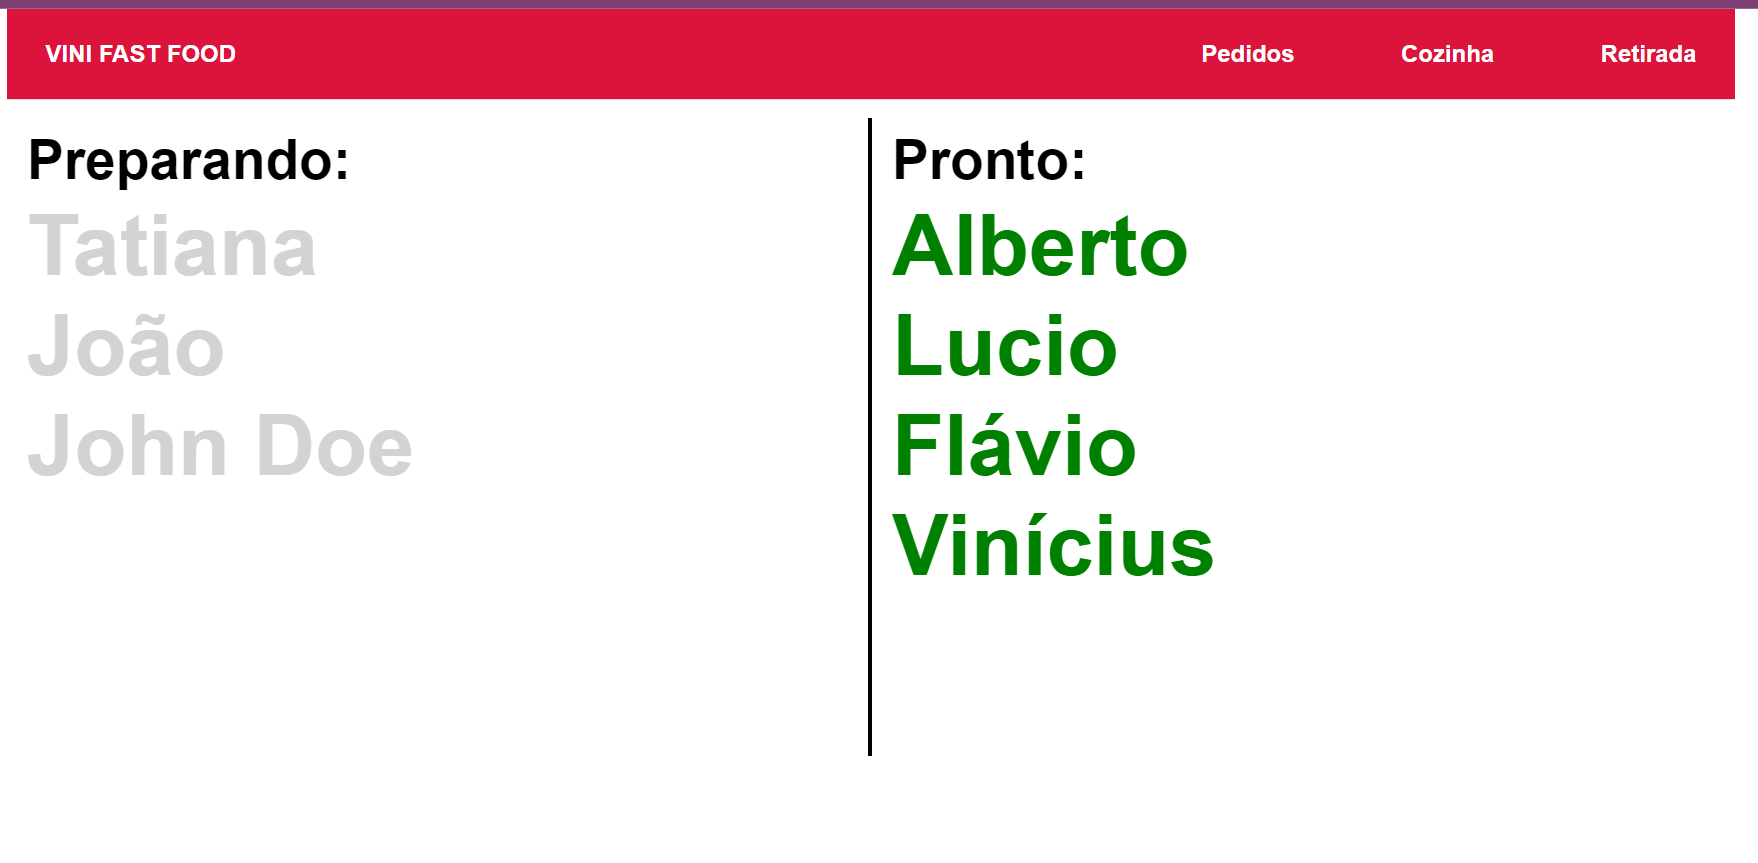 VINI FAST FOOD
Pedidos
Cozinha
Retirada
Preparando:
Tatiana
João
John Doe
Pronto:
Alberto
Lucio
Flávio
Vinícius